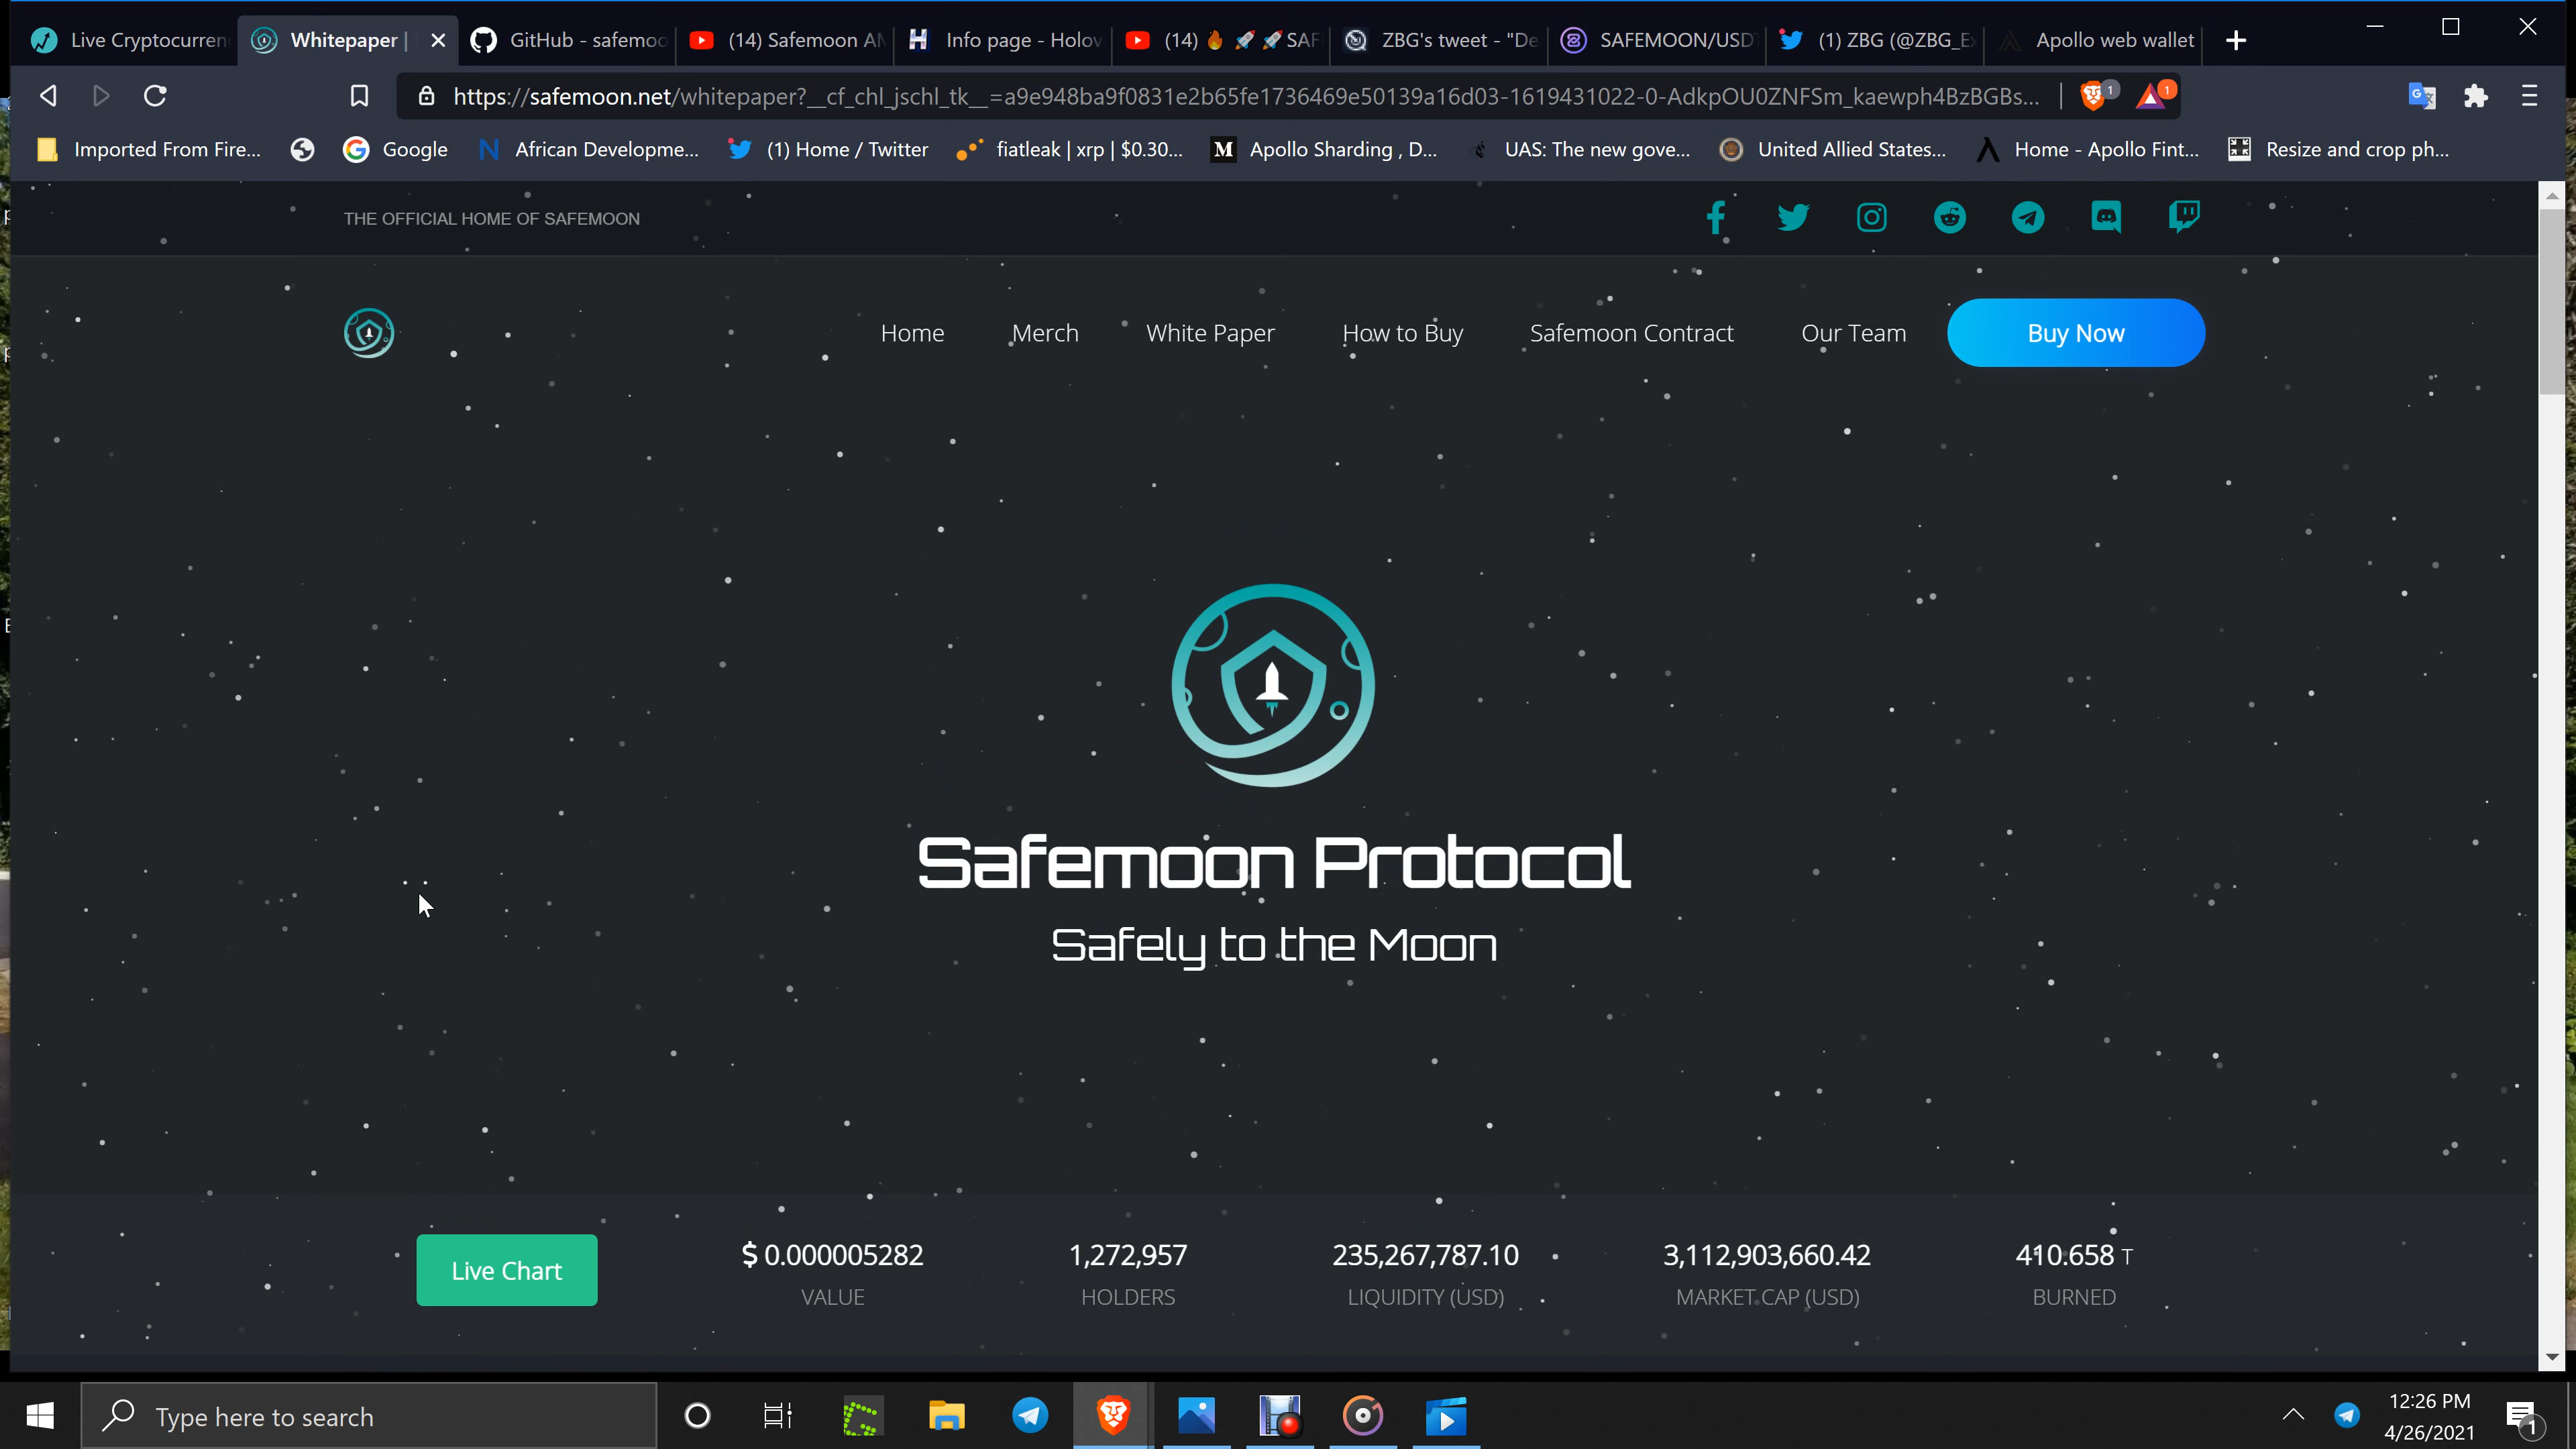 Live Cryptocurren
Whitepaper |
GitHub - safemoo
(14) Safemoon AM
Info page - Holov
(14) 🔥 🚀 🚀 SAF
ZBG's tweet - "De
SAFEMOON/USDT
(1) ZBG (@ZBG_Ex
Apollo web wallet
https://safemoon.net/whitepaper?__cf_chl_jschl_tk__=a9e948ba9f0831e2b65fe1736469e50139a16d03-1619431022-0-AdkpOU0ZNFSm_kaewph4BzBGBs...
1
1
Imported From Fire...
Google
African Developme...
(1) Home / Twitter
fiatleak | xrp | $0.30...
Apollo Sharding , D...
UAS: The new gove...
United Allied States...
Home - Apollo Fint...
Resize and crop ph...
THE OFFICIAL HOME OF SAFEMOON
Home
Merch
White Paper
How to Buy
Safemoon Contract
Our Team
Buy Now
Safemoon Protocol
Safely to the Moon
Live Chart
$ 0.000005282
VALUE
1,272,957
HOLDERS
235,267,787.10
LIQUIDITY (USD)
3,112,903,660.42
MARKET CAP (USD)
410.658 T
BURNED
Type here to search
12:26 PM
4/26/2021
1